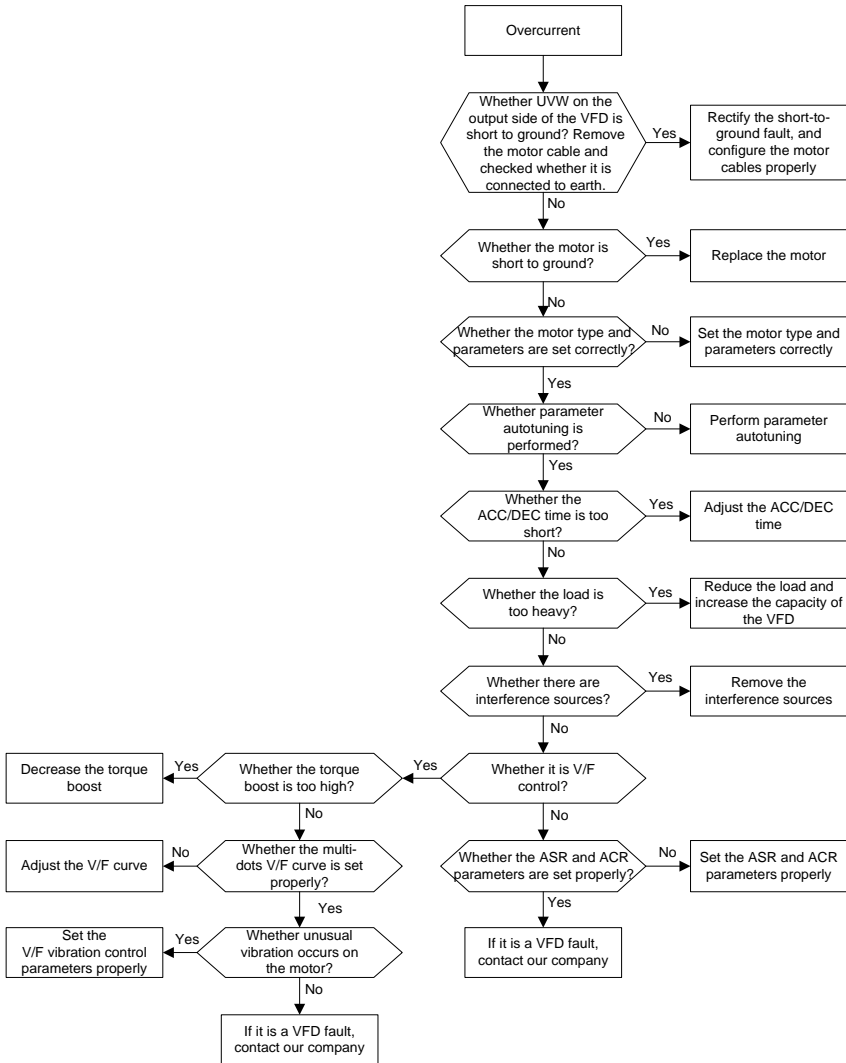 Overcurrent
Whether UVW on the
output side of the VFD is
short to ground? Remove
the motor cable and
checked whether it is
connected to earth.
Yes
Rectify the short-to-
ground fault, and
configure the motor
cables properly
No
Whether the motor is
short to ground?
Yes
Replace the motor
No
Whether the motor type and
parameters are set correctly?
No
Set the motor type and
parameters correctly
Yes
Whether parameter
autotuning is
performed?
No
Perform parameter
autotuning
Yes
Whether the
ACC/DEC time is too
short?
Yes
Adjust the ACC/DEC
time
No
Whether the load is
too heavy?
Yes
Reduce the load and
increase the capacity of
the VFD
No
Whether there are
interference sources?
Yes
Remove the
interference sources
No
Whether it is V/F
control?
Yes
Whether the torque
boost is too high?
Yes
Decrease the torque
boost
No
Whether the multi-
dots V/F curve is set
properly?
No
Adjust the V/F curve
Yes
Whether unusual
vibration occurs on
the motor?
Yes
Set the
V/F vibration control
parameters properly
No
If it is a VFD fault,
contact our company
No
Whether the ASR and ACR
parameters are set properly?
No
Set the ASR and ACR
parameters properly
Yes
If it is a VFD fault,
contact our company